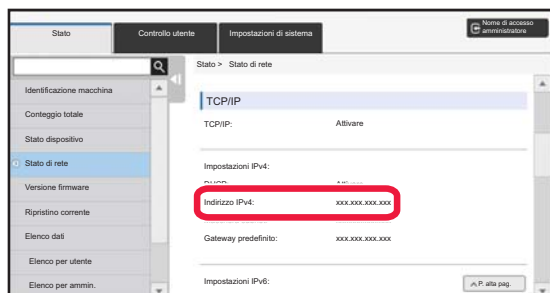 Stato
Controllo utente
Impostazioni di sistema
Nome di accesso
amministratore
Stato > Stato di rete
Identificazione macchina
Conteggio totale
Stato dispositivo
Stato di rete
Versione firmware
Ripristino corrente
Elenco dati
Elenco per utente
Elenco per ammin.
TCP/IP
TCP/IP: Attivare
Impostazioni IPv4:
DHCP: Attivare
Indirizzo IPv4: xxx.xxx.xxx.xxx
Gateway predefinito: xxx.xxx.xxx.xxx
Impostazioni IPv6:
P. alta pag.